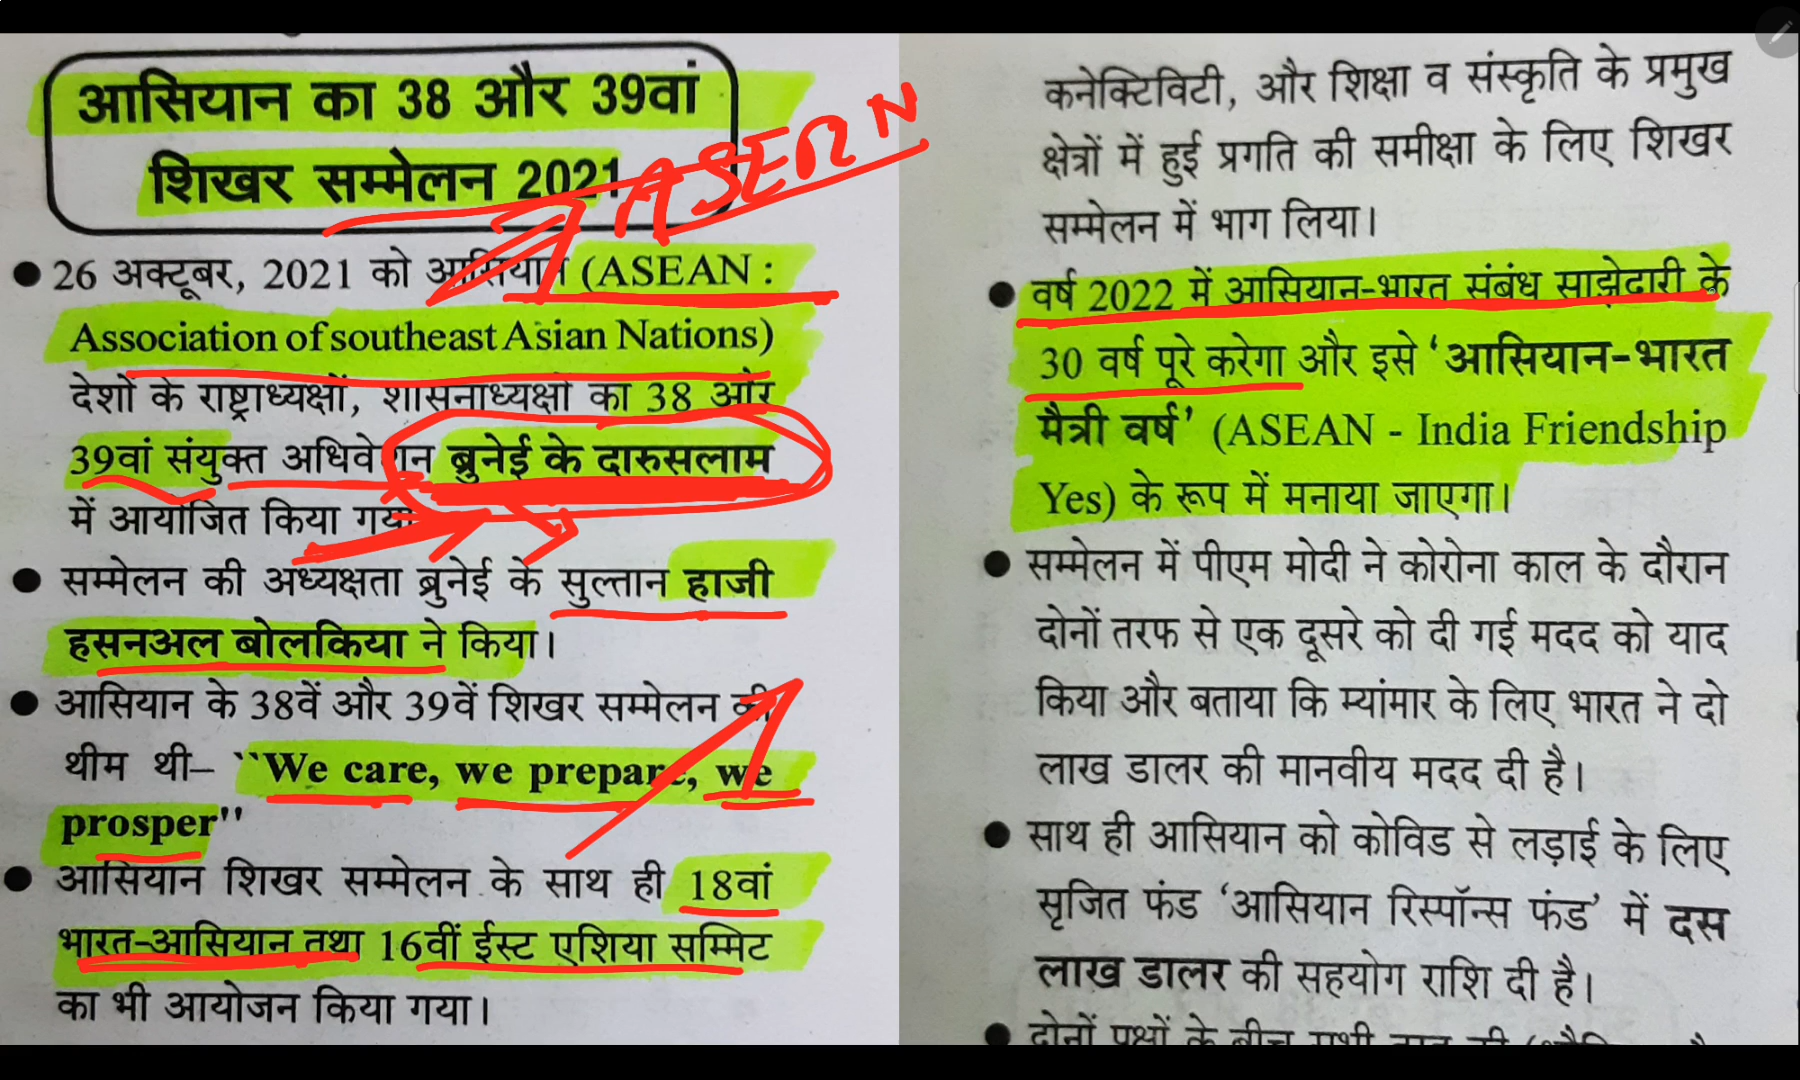 आसियान का 38 और 39वां
शिखर सम्मेलन 2021
ASEAN
● 26 अक्टूबर, 2021 को आसियान (ASEAN :
Association of southeast Asian Nations)
देशों के राष्ट्राध्यक्षों, शासनाध्यक्षों का 38 और
39वां संयुक्त अधिवेशन ब्रुनेई के दारुसलाम
में आयोजित किया गया
● सम्मेलन की अध्यक्षता ब्रुनेई के सुल्तान हाजी
हसनअल बोलकिया ने किया।
● आसियान के 38वें और 39वें शिखर सम्मेलन की
थीम थी– ``We care, we prepare, we
prosper''
● आसियान शिखर सम्मेलन के साथ ही 18वां
भारत-आसियान तथा 16वीं ईस्ट एशिया सम्मिट
का भी आयोजन किया गया।
कनेक्टिविटी, और शिक्षा व संस्कृति के प्रमुख
क्षेत्रों में हुई प्रगति की समीक्षा के लिए शिखर
सम्मेलन में भाग लिया।
● वर्ष 2022 में आसियान-भारत संबंध साझेदारी के
30 वर्ष पूरे करेगा और इसे ‘आसियान-भारत
मैत्री वर्ष’ (ASEAN - India Friendship
Yes) के रूप में मनाया जाएगा।
● सम्मेलन में पीएम मोदी ने कोरोना काल के दौरान
दोनों तरफ से एक दूसरे को दी गई मदद को याद
किया और बताया कि म्यांमार के लिए भारत ने दो
लाख डालर की मानवीय मदद दी है।
● साथ ही आसियान को कोविड से लड़ाई के लिए
सृजित फंड ‘आसियान रिस्पॉन्स फंड’ में दस
लाख डालर की सहयोग राशि दी है।
● दोनों पक्षों के बीच